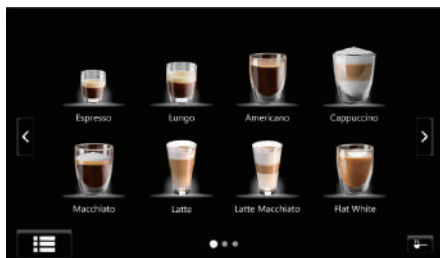 Espresso
Lungo
Americano
Cappuccino
Macchiato
Latte
Latte Macchiato
Flat White